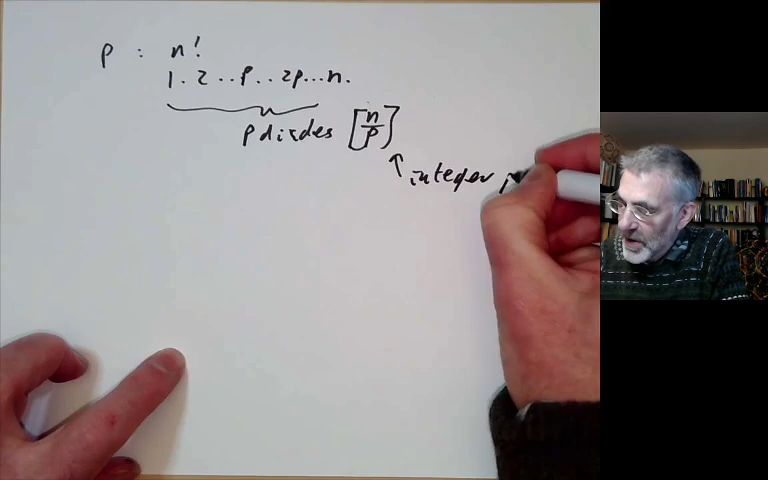 p : n!
1. 2 .. p .. 2p ... n.
p divides [n/p]
↑ integer